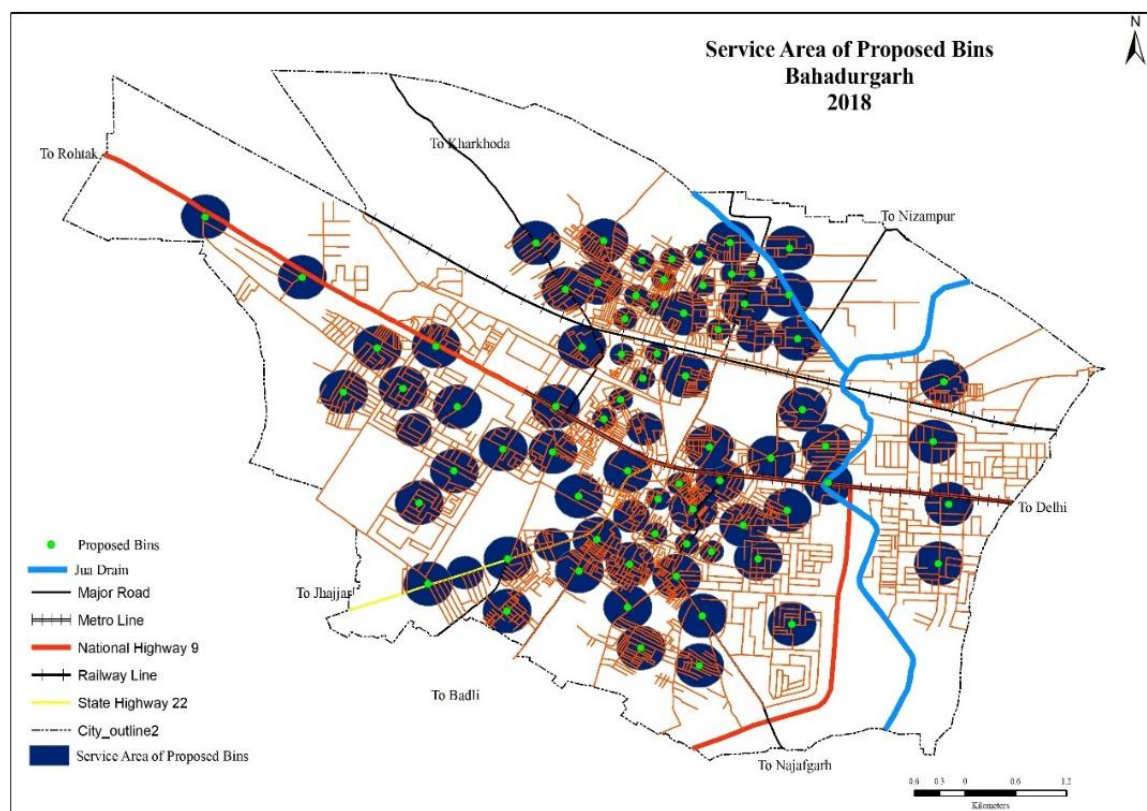 N
Service Area of Proposed Bins
Bahadurgarh
2018
To Kharkhoda
To Rohtak
To Nizampur
To Delhi
To Jhajjar
To Badli
To Najafgarh
Proposed Bins
Jua Drain
Major Road
Metro Line
National Highway 9
Railway Line
State Highway 22
City_outline2
Service Area of Proposed Bins
0.6 0.3 0 0.6 1.2
Kilometers